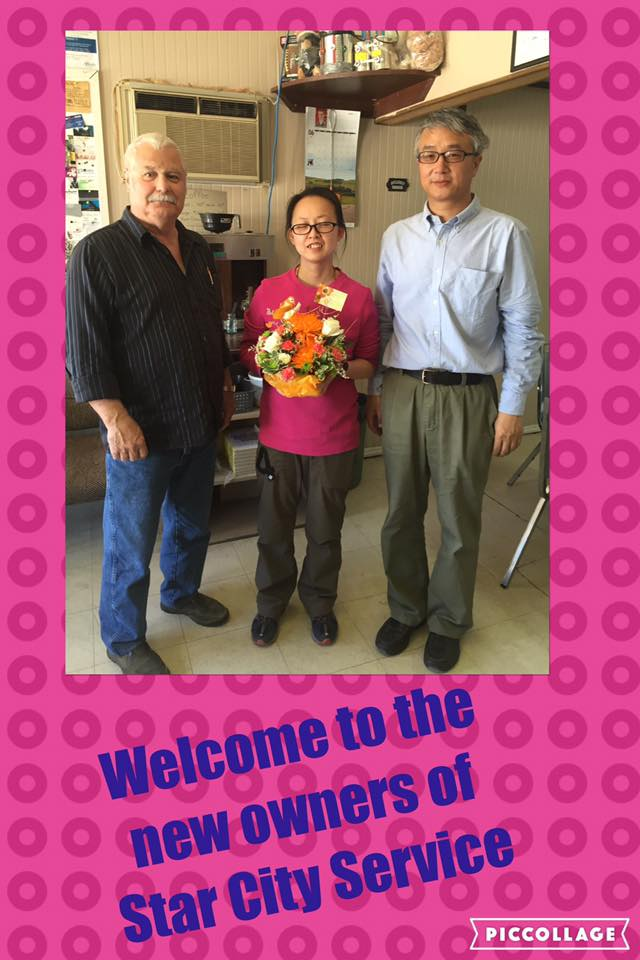 Welcome to the
new owners of
Star City Service
PICCOLLAGE